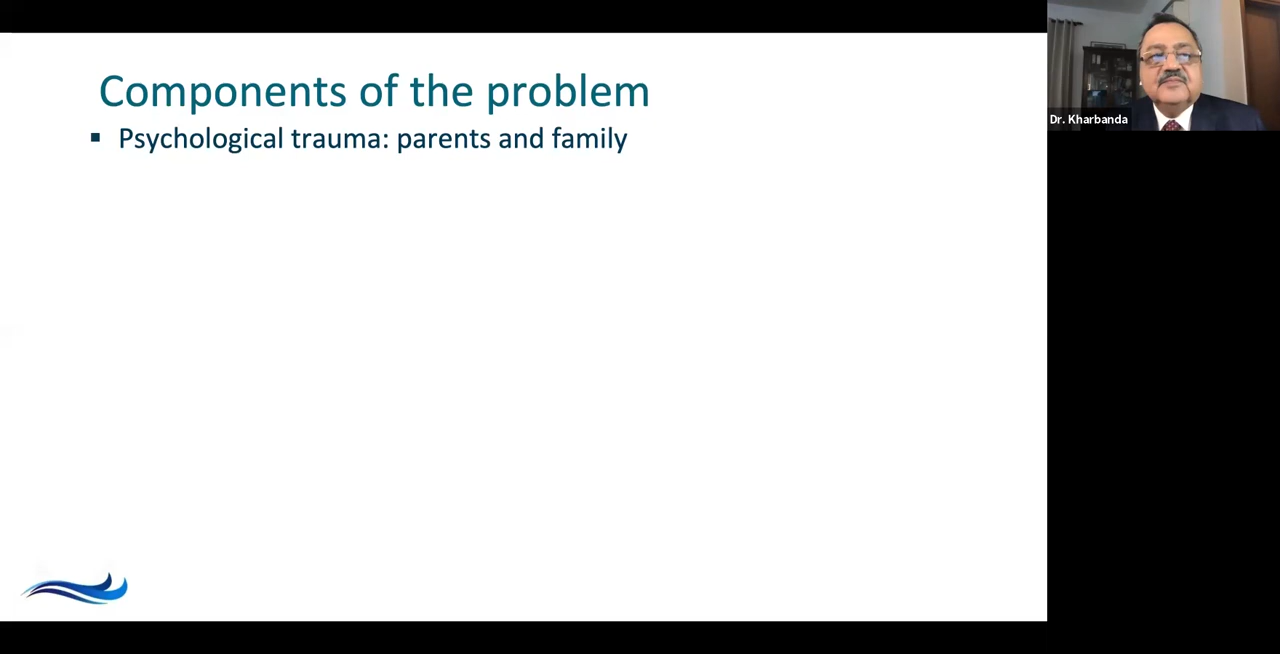 Components of the problem
▪ Psychological trauma: parents and family
Dr. Kharbanda